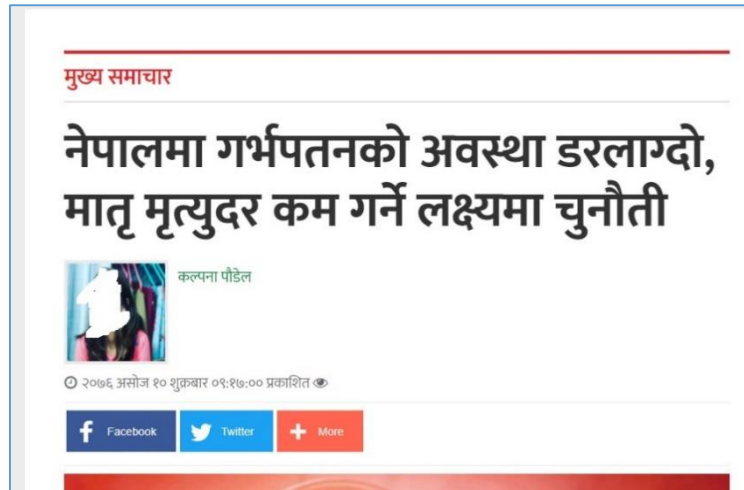 मुख्य समाचार
नेपालमा गर्भपतनको अवस्था डरलाग्दो,
मातृ मृत्युदर कम गर्ने लक्ष्यमा चुनौती
कल्पना पौडेल
२०७६ असोज १० शुक्रबार ०९:१७:०० प्रकाशित
Facebook Twitter More